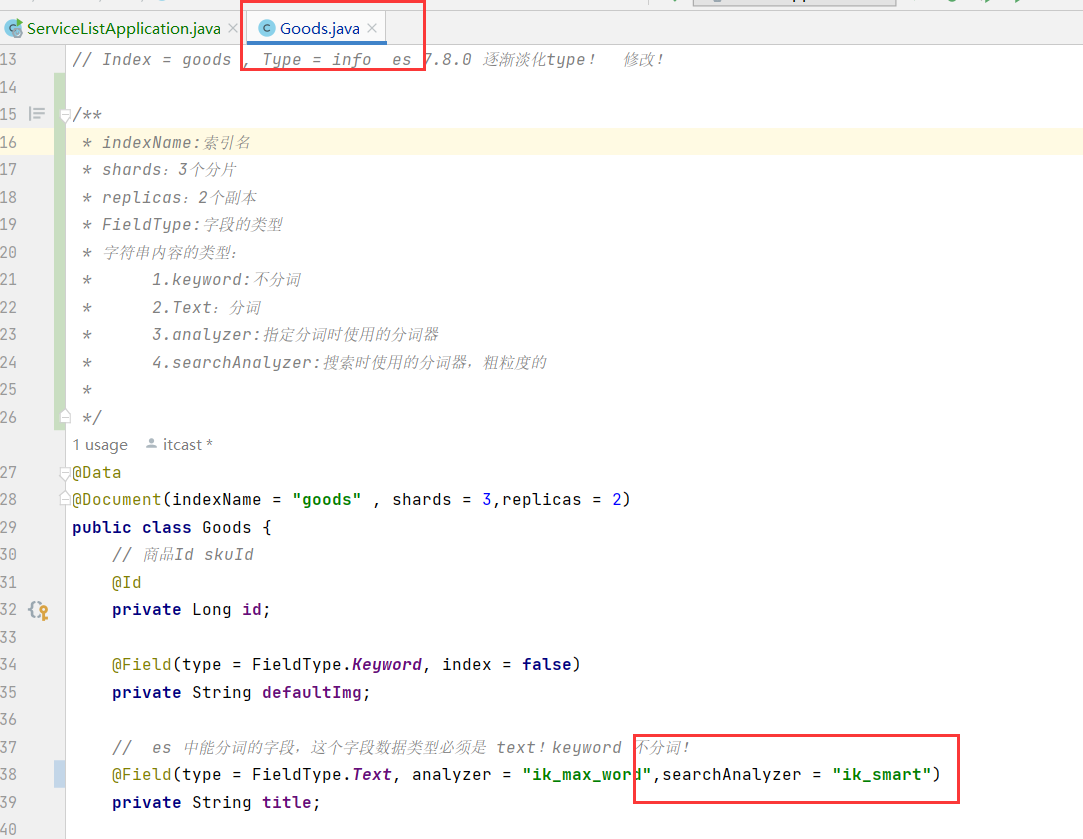 ServiceListApplication.java Goods.java
13 // Index = goods , Type = info  es 7.8.0 逐渐淡化type!  修改!
14
15 /**
16 * indexName:索引名
17 * shards：3个分片
18 * replicas：2个副本
19 * FieldType:字段的类型
20 * 字符串内容的类型:
21 *      1.keyword:不分词
22 *      2.Text：分词
23 *      3.analyzer:指定分词时使用的分词器
24 *      4.searchAnalyzer:搜索时使用的分词器，粗粒度的
25 *
26 */
1 usage itcast *
27 @Data
28 @Document(indexName = "goods" , shards = 3,replicas = 2)
29 public class Goods {
30     // 商品Id skuId
31     @Id
32     private Long id;
33
34     @Field(type = FieldType.Keyword, index = false)
35     private String defaultImg;
36
37     //  es 中能分词的字段，这个字段数据类型必须是 text！keyword 不分词！
38     @Field(type = FieldType.Text, analyzer = "ik_max_word",searchAnalyzer = "ik_smart")
39     private String title;
40